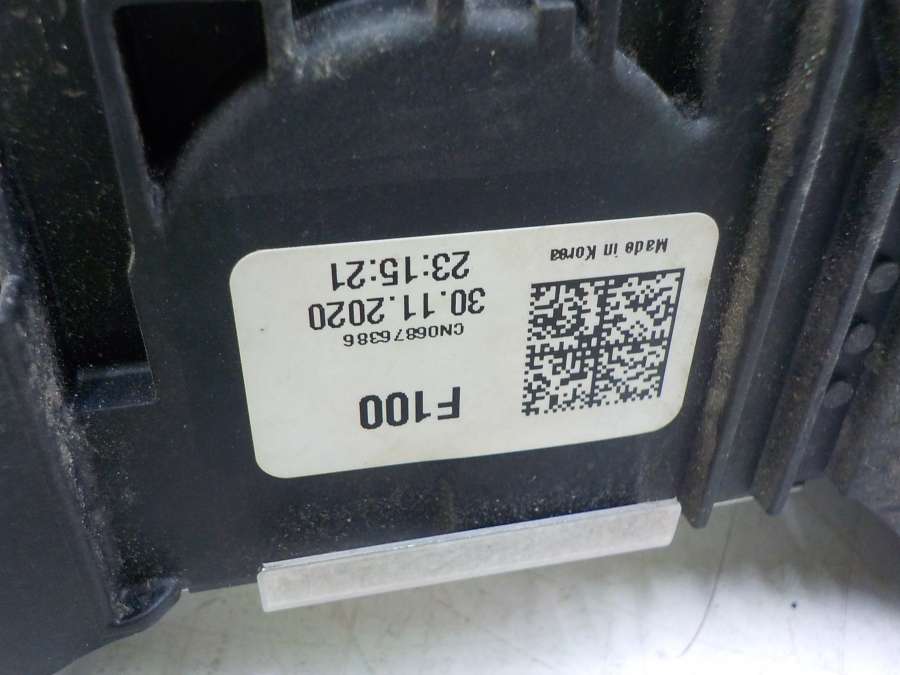 F100
CN06876386
30.11.2020
23:15:21
Made in Korea